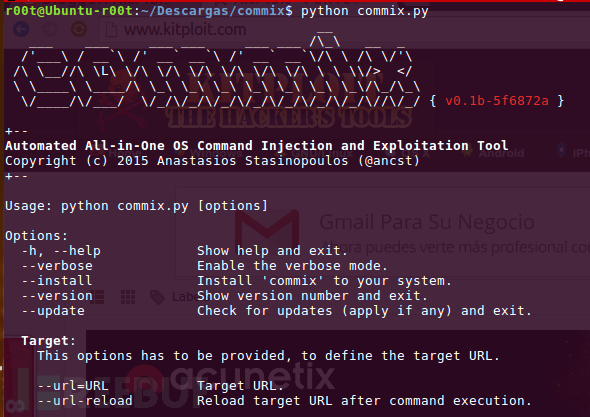 r00t@Ubuntu-r00t:~/Descargas/commix$ python commix.py
www.kitploit.com
{ v0.1b-5f6872a }
+--
Automated All-in-One OS Command Injection and Exploitation Tool
Copyright (c) 2015 Anastasios Stasinopoulos (@ancst)
+--
Android
Usage: python commix.py [options]
Gmail Para Su Negocio
Ahora puedes verte más profesional con
Options:
-h, --help Show help and exit.
--verbose Enable the verbose mode.
--install Install 'commix' to your system.
--version Show version number and exit.
--update Check for updates (apply if any) and exit.
Target:
This options has to be provided, to define the target URL.
acunetix
--url=URL Target URL.
--url-reload Reload target URL after command execution.